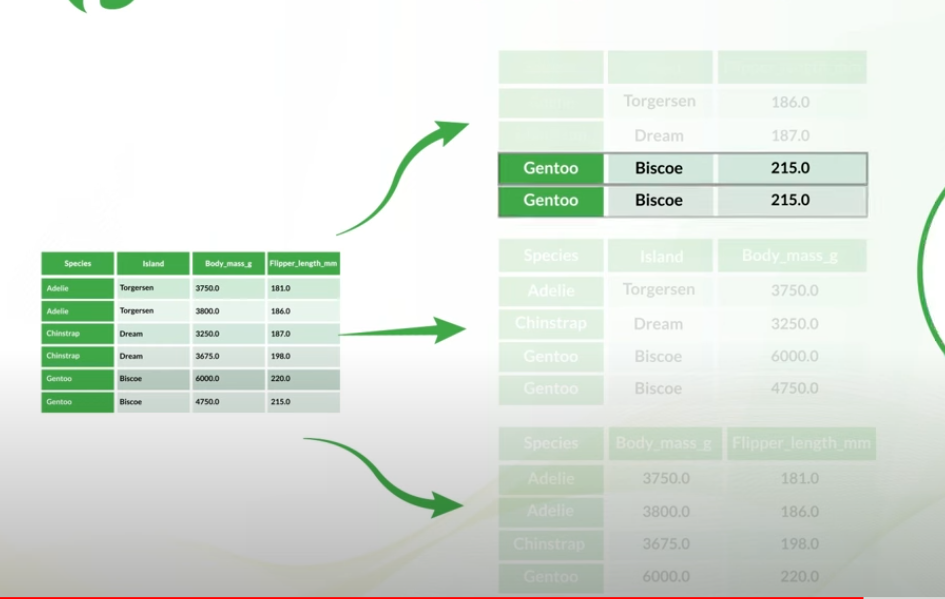 Species Island Body_mass_g Flipper_length_mm
Adelie Torgersen 3750.0 181.0
Adelie Torgersen 3800.0 186.0
Chinstrap Dream 3250.0 187.0
Chinstrap Dream 3675.0 198.0
Gentoo Biscoe 6000.0 220.0
Gentoo Biscoe 4750.0 215.0
Torgersen 186.0
Dream 187.0
Gentoo Biscoe 215.0
Gentoo Biscoe 215.0
Species Island Body_mass_g
Adelie Torgersen 3750.0
Chinstrap Dream 3250.0
Gentoo Biscoe 6000.0
Gentoo Biscoe 4750.0
Species Body_mass_g Flipper_length_mm
Adelie 3750.0 181.0
Adelie 3800.0 186.0
Chinstrap 3675.0 198.0
Gentoo 6000.0 220.0